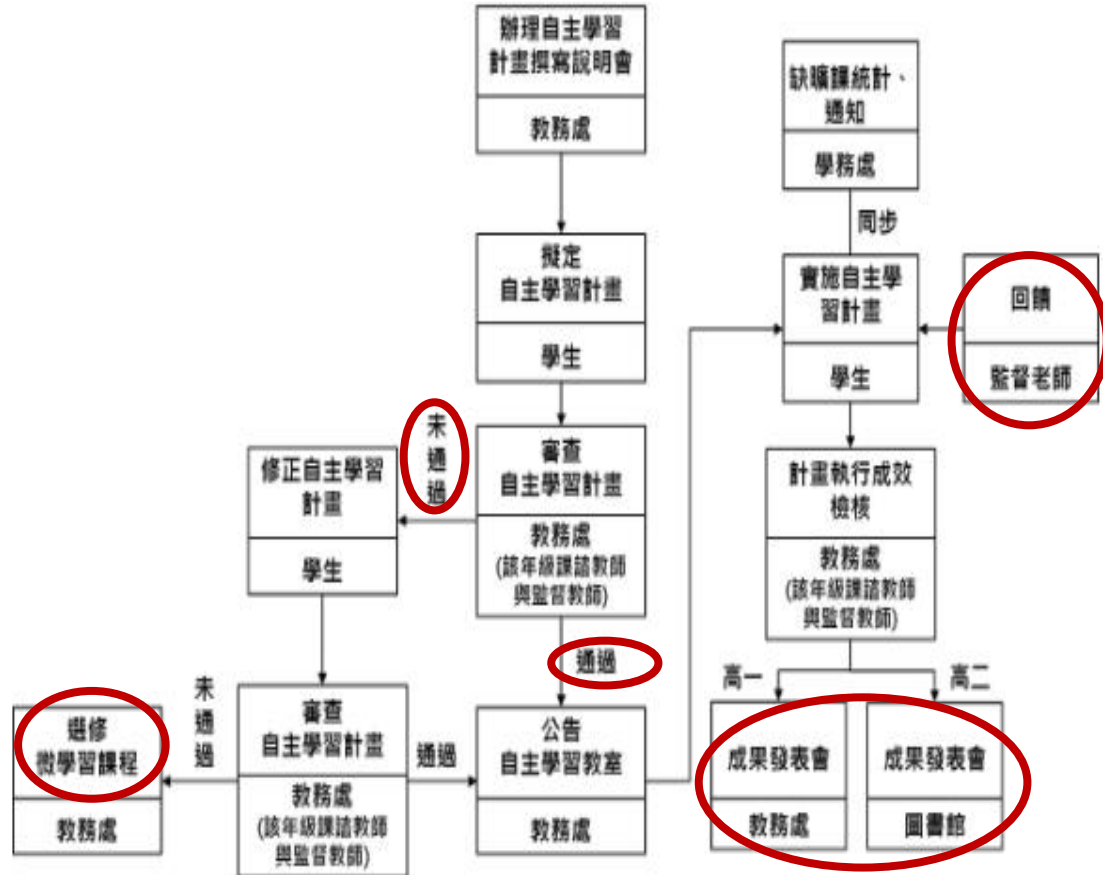 辦理自主學習
計畫撰寫說明會
教務處
擬定
自主學習計畫
學生
審查
自主學習計畫
教務處
(該年級課諮教師
與監督教師)
未通過
修正自主學習
計畫
學生
通過
審查
自主學習計畫
教務處
(該年級課諮教師
與監督教師)
未通過
選修
微學習課程
教務處
通過
公告
自主學習教室
教務處
缺曠課統計、
通知
學務處
同步
實施自主學
習計畫
學生
回饋
監督老師
計畫執行成效
檢核
教務處
(該年級課諮教師
與監督教師)
高一
成果發表會
教務處
高二
成果發表會
圖書館